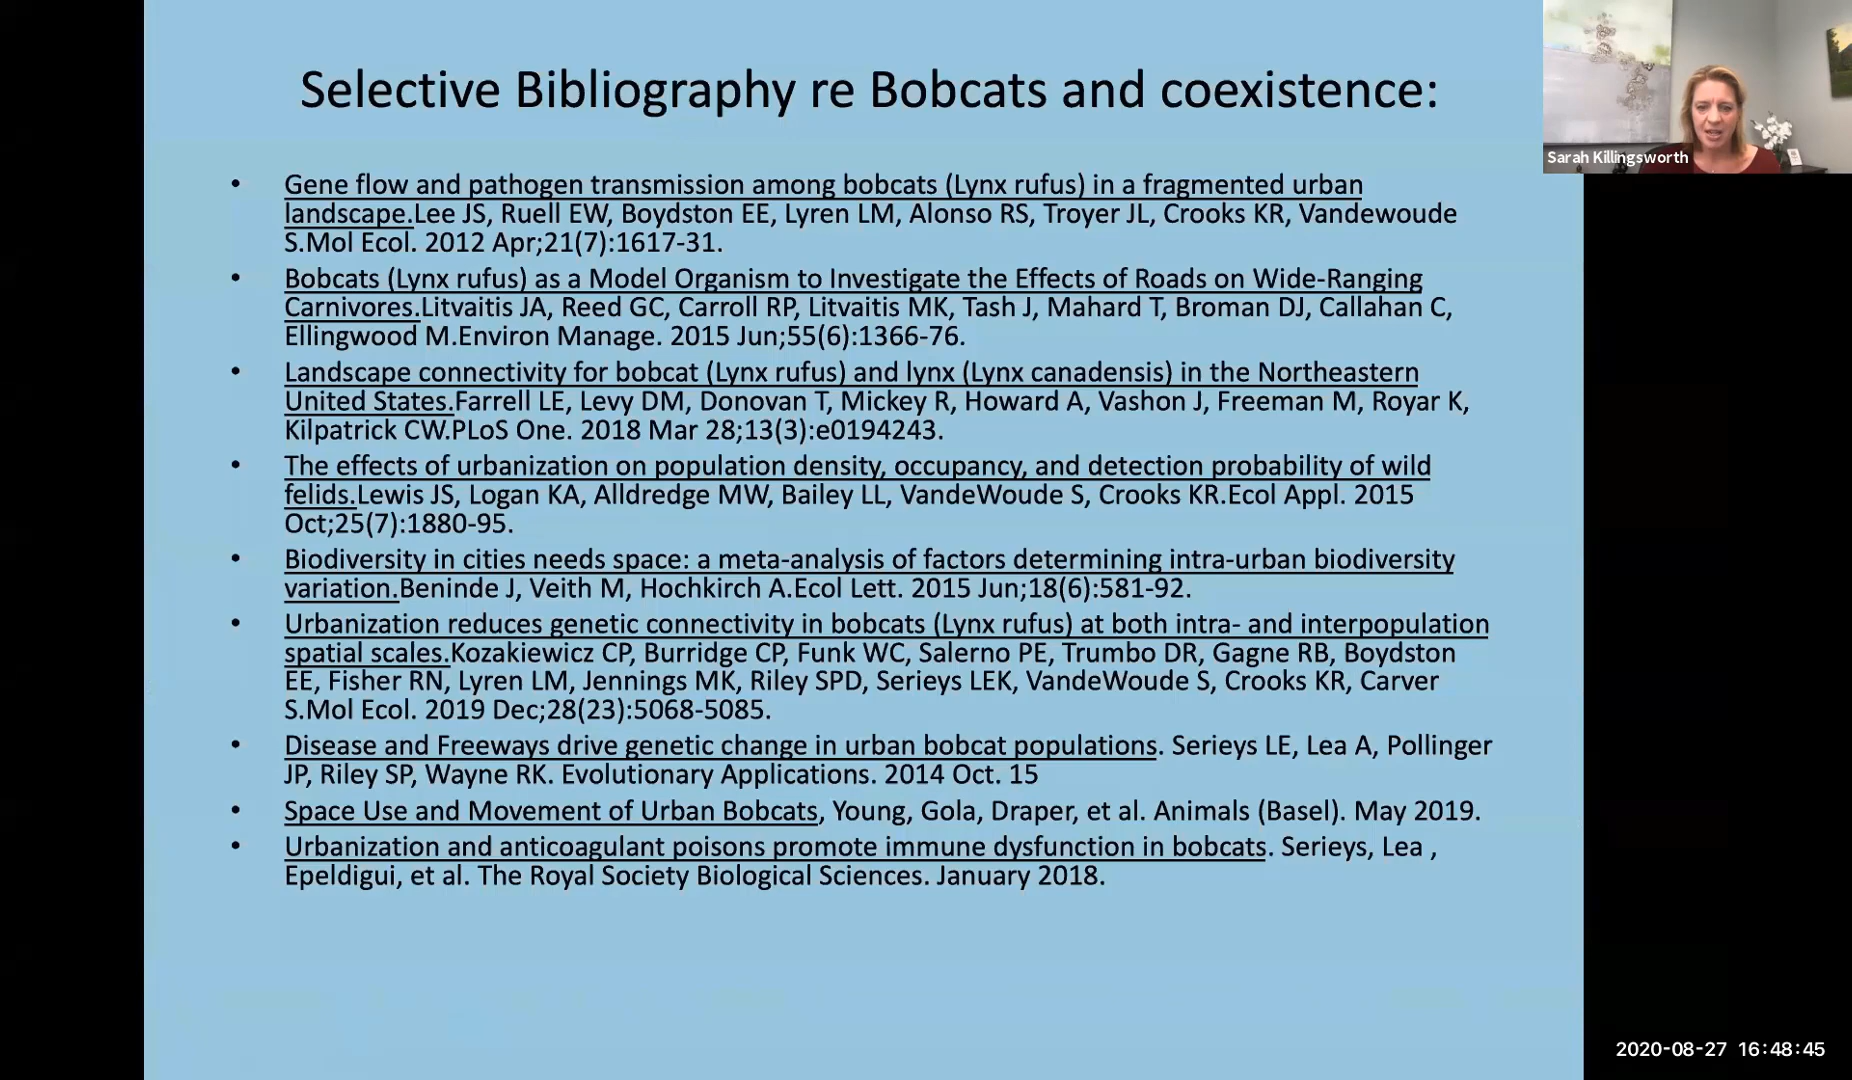 Selective Bibliography re Bobcats and coexistence:
Sarah Killingsworth
• Gene flow and pathogen transmission among bobcats (Lynx rufus) in a fragmented urban
landscape.Lee JS, Ruell EW, Boydston EE, Lyren LM, Alonso RS, Troyer JL, Crooks KR, Vandewoude
S.Mol Ecol. 2012 Apr;21(7):1617-31.
• Bobcats (Lynx rufus) as a Model Organism to Investigate the Effects of Roads on Wide-Ranging
Carnivores.Litvaitis JA, Reed GC, Carroll RP, Litvaitis MK, Tash J, Mahard T, Broman DJ, Callahan C,
Ellingwood M.Environ Manage. 2015 Jun;55(6):1366-76.
• Landscape connectivity for bobcat (Lynx rufus) and lynx (Lynx canadensis) in the Northeastern
United States.Farrell LE, Levy DM, Donovan T, Mickey R, Howard A, Vashon J, Freeman M, Royar K,
Kilpatrick CW.PLoS One. 2018 Mar 28;13(3):e0194243.
• The effects of urbanization on population density, occupancy, and detection probability of wild
felids.Lewis JS, Logan KA, Alldredge MW, Bailey LL, VandeWoude S, Crooks KR.Ecol Appl. 2015
Oct;25(7):1880-95.
• Biodiversity in cities needs space: a meta-analysis of factors determining intra-urban biodiversity
variation.Beninde J, Veith M, Hochkirch A.Ecol Lett. 2015 Jun;18(6):581-92.
• Urbanization reduces genetic connectivity in bobcats (Lynx rufus) at both intra- and interpopulation
spatial scales.Kozakiewicz CP, Burridge CP, Funk WC, Salerno PE, Trumbo DR, Gagne RB, Boydston
EE, Fisher RN, Lyren LM, Jennings MK, Riley SPD, Serieys LEK, VandeWoude S, Crooks KR, Carver
S.Mol Ecol. 2019 Dec;28(23):5068-5085.
• Disease and Freeways drive genetic change in urban bobcat populations. Serieys LE, Lea A, Pollinger
JP, Riley SP, Wayne RK. Evolutionary Applications. 2014 Oct. 15
• Space Use and Movement of Urban Bobcats, Young, Gola, Draper, et al. Animals (Basel). May 2019.
• Urbanization and anticoagulant poisons promote immune dysfunction in bobcats. Serieys, Lea ,
Epeldigui, et al. The Royal Society Biological Sciences. January 2018.
2020-08-27 16:48:45